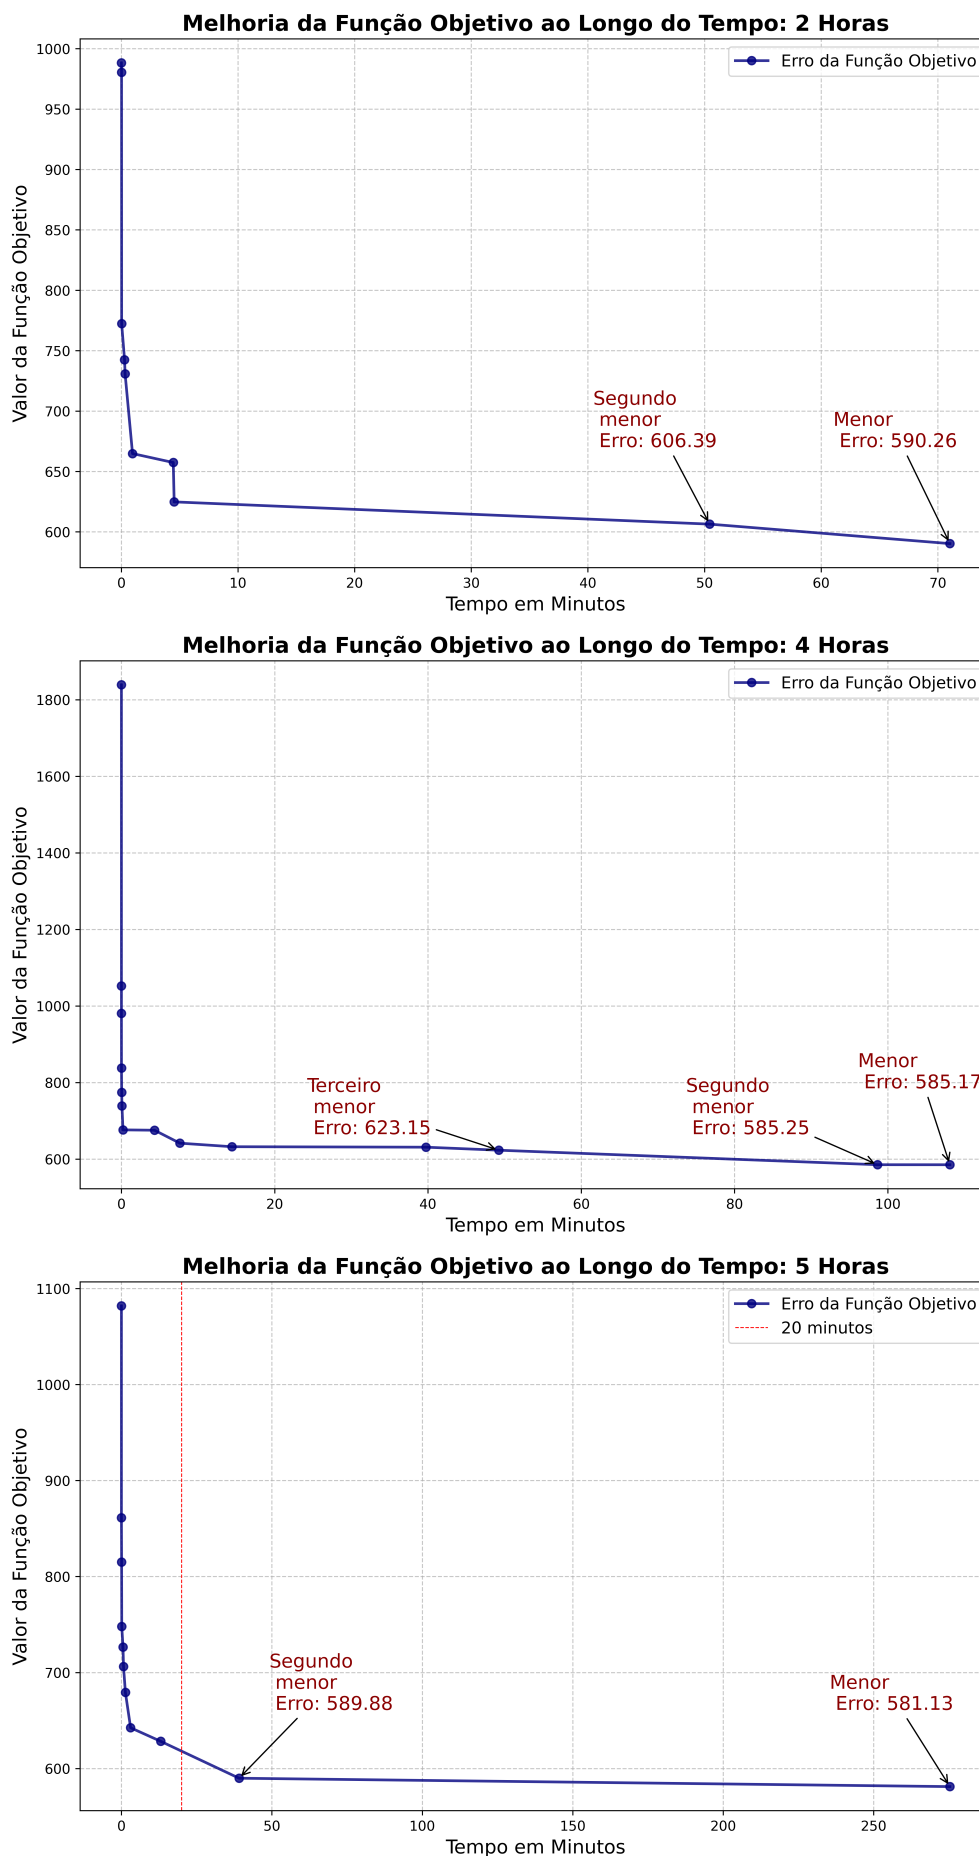 Melhoria da Função Objetivo ao Longo do Tempo: 2 Horas
Erro da Função Objetivo
1000
950
900
850
800
750
700
650
600
Valor da Função Objetivo
Segundo
menor
Erro: 606.39
Menor
Erro: 590.26
0 10 20 30 40 50 60 70
Tempo em Minutos
Melhoria da Função Objetivo ao Longo do Tempo: 4 Horas
Erro da Função Objetivo
1800
1600
1400
1200
1000
800
600
Valor da Função Objetivo
Terceiro
menor
Erro: 623.15
Segundo
menor
Erro: 585.25
Menor
Erro: 585.17
0 20 40 60 80 100
Tempo em Minutos
Melhoria da Função Objetivo ao Longo do Tempo: 5 Horas
Erro da Função Objetivo
20 minutos
1100
1000
900
800
700
600
Valor da Função Objetivo
Segundo
menor
Erro: 589.88
Menor
Erro: 581.13
0 50 100 150 200 250
Tempo em Minutos